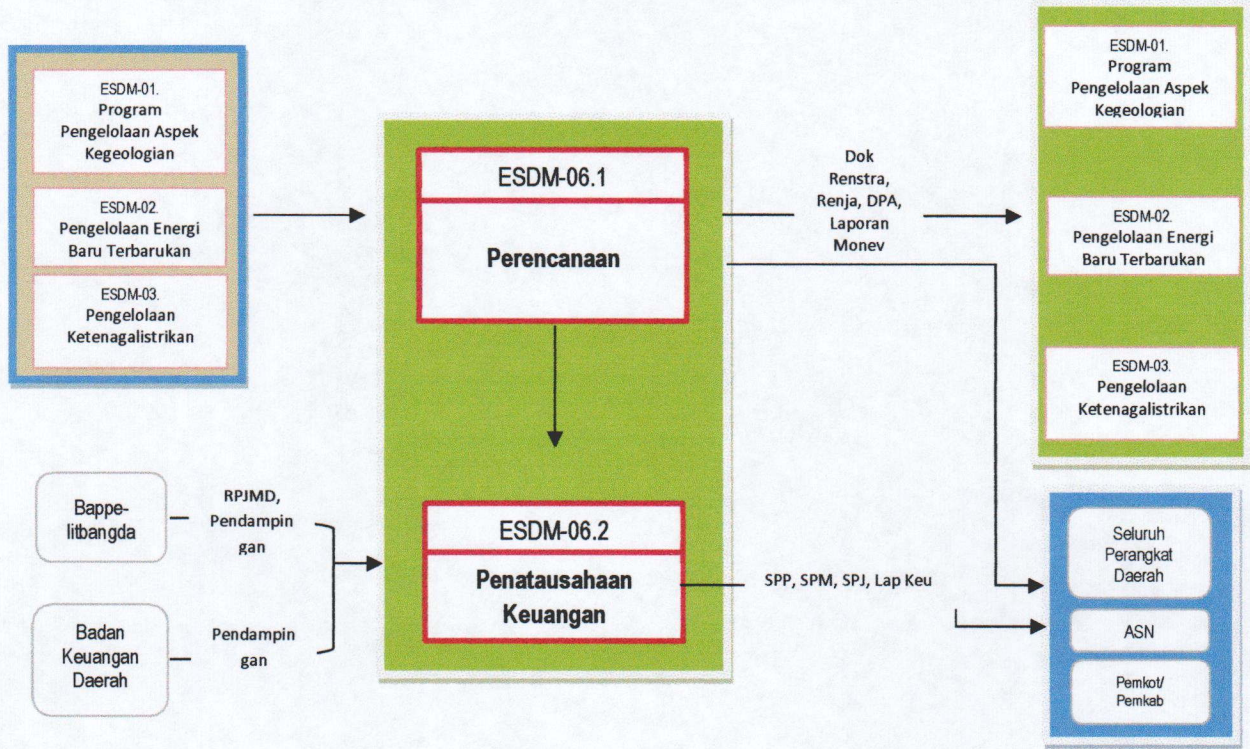 ESDM-01.
Program
Pengelolaan Aspek
Kegeologian
ESDM-02.
Pengelolaan Energi
Baru Terbarukan
ESDM-03.
Pengelolaan
Ketenagalistrikan
Bappe-
litbangda
RPJMD,
Pendampin
gan
Badan
Keuangan
Daerah
Pendampin
gan
ESDM-06.1
Perencanaan
ESDM-06.2
Penatausahaan
Keuangan
Dok
Renstra,
Renja, DPA,
Laporan
Monev
SPP, SPM, SPJ, Lap Keu
ESDM-01.
Program
Pengelolaan Aspek
Kegeologian
ESDM-02.
Pengelolaan Energi
Baru Terbarukan
ESDM-03.
Pengelolaan
Ketenagalistrikan
Seluruh
Perangkat
Daerah
ASN
Pemkot/
Pemkab